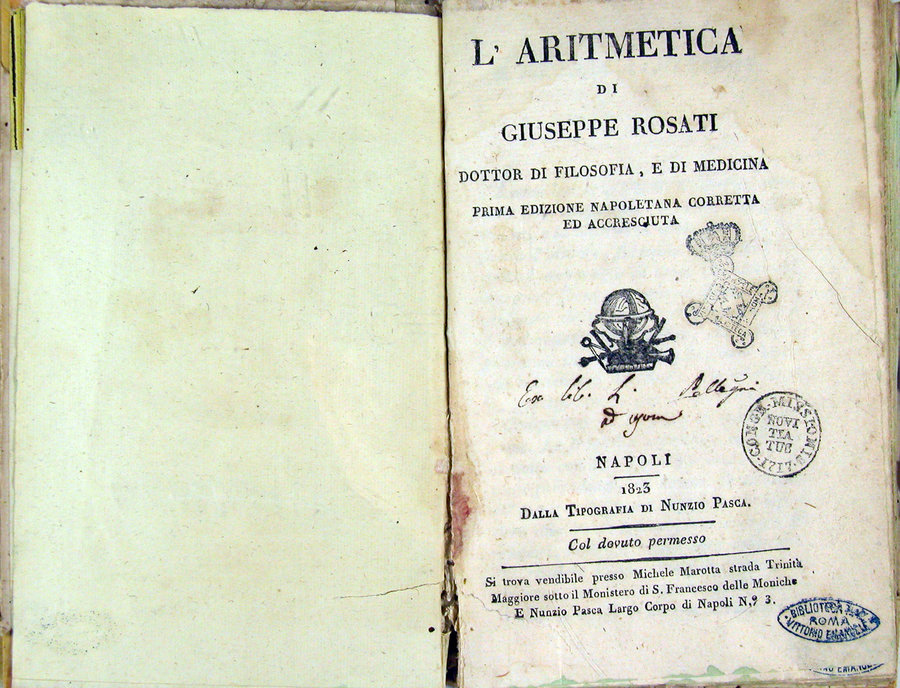 L' ARITMETICA
DI
GIUSEPPE ROSATI
DOTTOR DI FILOSOFIA, E DI MEDICINA
PRIMA EDIZIONE NAPOLETANA CORRETTA
ED ACCRESCIUTA
Ex lib.
NAPOLI
1823
DALLA TIPOGRAFIA DI NUNZIO PASCA.
Col dovuto permesso
Si trova vendibile presso Michele Marotta strada Trinità
Maggiore sotto il Monistero di S. Francesco delle Moniche
E Nunzio Pasca Largo Corpo di Napoli N.º 3.
BIBLIOTECA
ROMA
VITTORIO EMANUELE